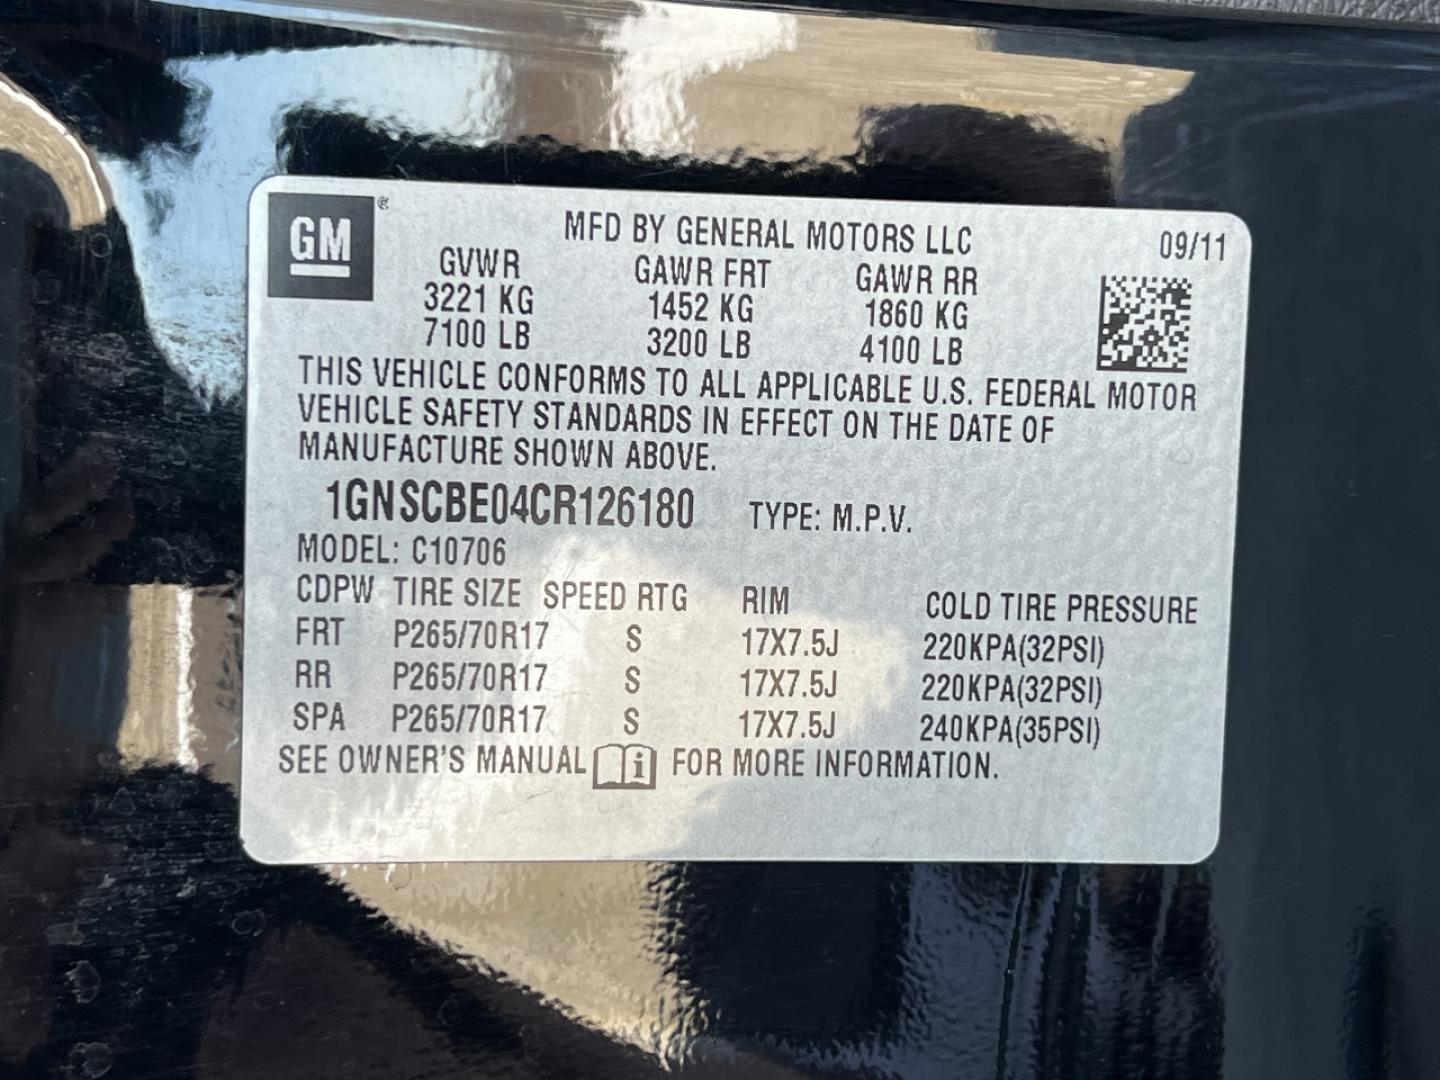 GM ®
MFD BY GENERAL MOTORS LLC 09/11
GVWR GAWR FRT GAWR RR
3221 KG 1452 KG 1860 KG
7100 LB 3200 LB 4100 LB
THIS VEHICLE CONFORMS TO ALL APPLICABLE U.S. FEDERAL MOTOR
VEHICLE SAFETY STANDARDS IN EFFECT ON THE DATE OF
MANUFACTURE SHOWN ABOVE.
1GNSCBE04CR126180 TYPE: M.P.V.
MODEL: C10706
CDPW TIRE SIZE SPEED RTG RIM COLD TIRE PRESSURE
FRT P265/70R17 S 17X7.5J 220KPA(32PSI)
RR P265/70R17 S 17X7.5J 220KPA(32PSI)
SPA P265/70R17 S 17X7.5J 240KPA(35PSI)
SEE OWNER'S MANUAL i FOR MORE INFORMATION.